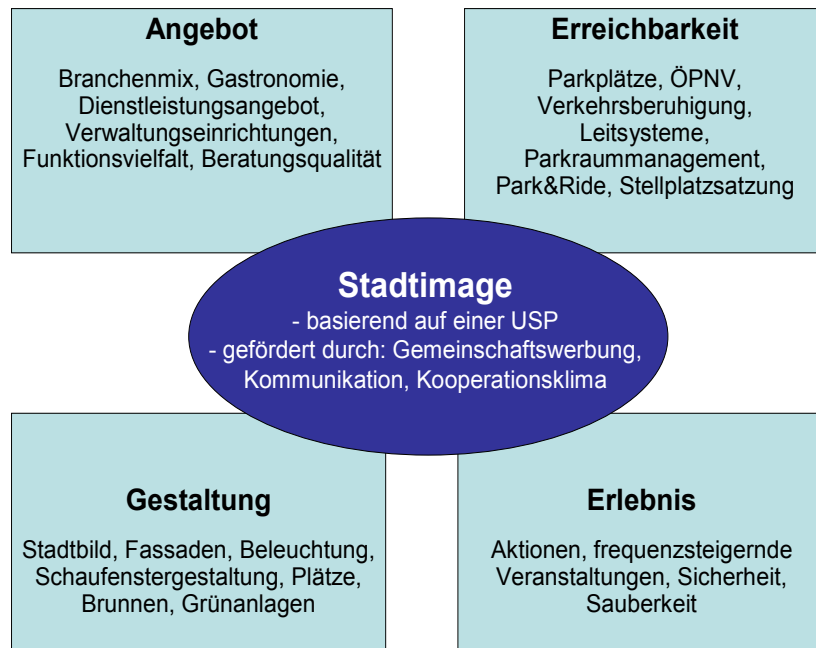 Angebot
Branchenmix, Gastronomie,
Dienstleistungsangebot,
Verwaltungseinrichtungen,
Funktionsvielfalt, Beratungsqualität
Erreichbarkeit
Parkplätze, ÖPNV,
Verkehrsberuhigung,
Leitsysteme,
Parkraummanagement,
Park&Ride, Stellplatzsatzung
Stadtimage
- basierend auf einer USP
- gefördert durch: Gemeinschaftswerbung,
Kommunikation, Kooperationsklima
Gestaltung
Stadtbild, Fassaden, Beleuchtung,
Schaufenstergestaltung, Plätze,
Brunnen, Grünanlagen
Erlebnis
Aktionen, frequenzsteigernde
Veranstaltungen, Sicherheit,
Sauberkeit